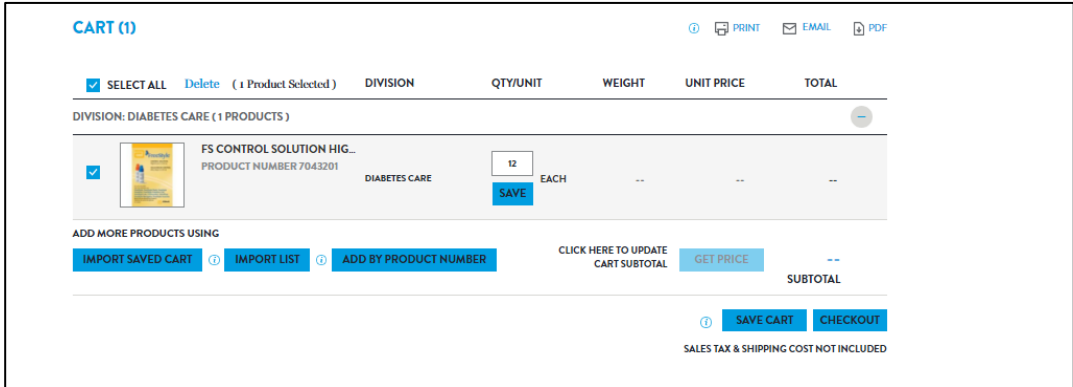 CART (1)
PRINT EMAIL PDF
SELECT ALL Delete ( 1 Product Selected ) DIVISION QTY/UNIT WEIGHT UNIT PRICE TOTAL
DIVISION: DIABETES CARE ( 1 PRODUCTS )
FS CONTROL SOLUTION HIG...
PRODUCT NUMBER 7043201
DIABETES CARE
12
SAVE
EACH -- -- --
ADD MORE PRODUCTS USING
IMPORT SAVED CART IMPORT LIST ADD BY PRODUCT NUMBER
CLICK HERE TO UPDATE
CART SUBTOTAL
GET PRICE
--
SUBTOTAL
SAVE CART CHECKOUT
SALES TAX & SHIPPING COST NOT INCLUDED